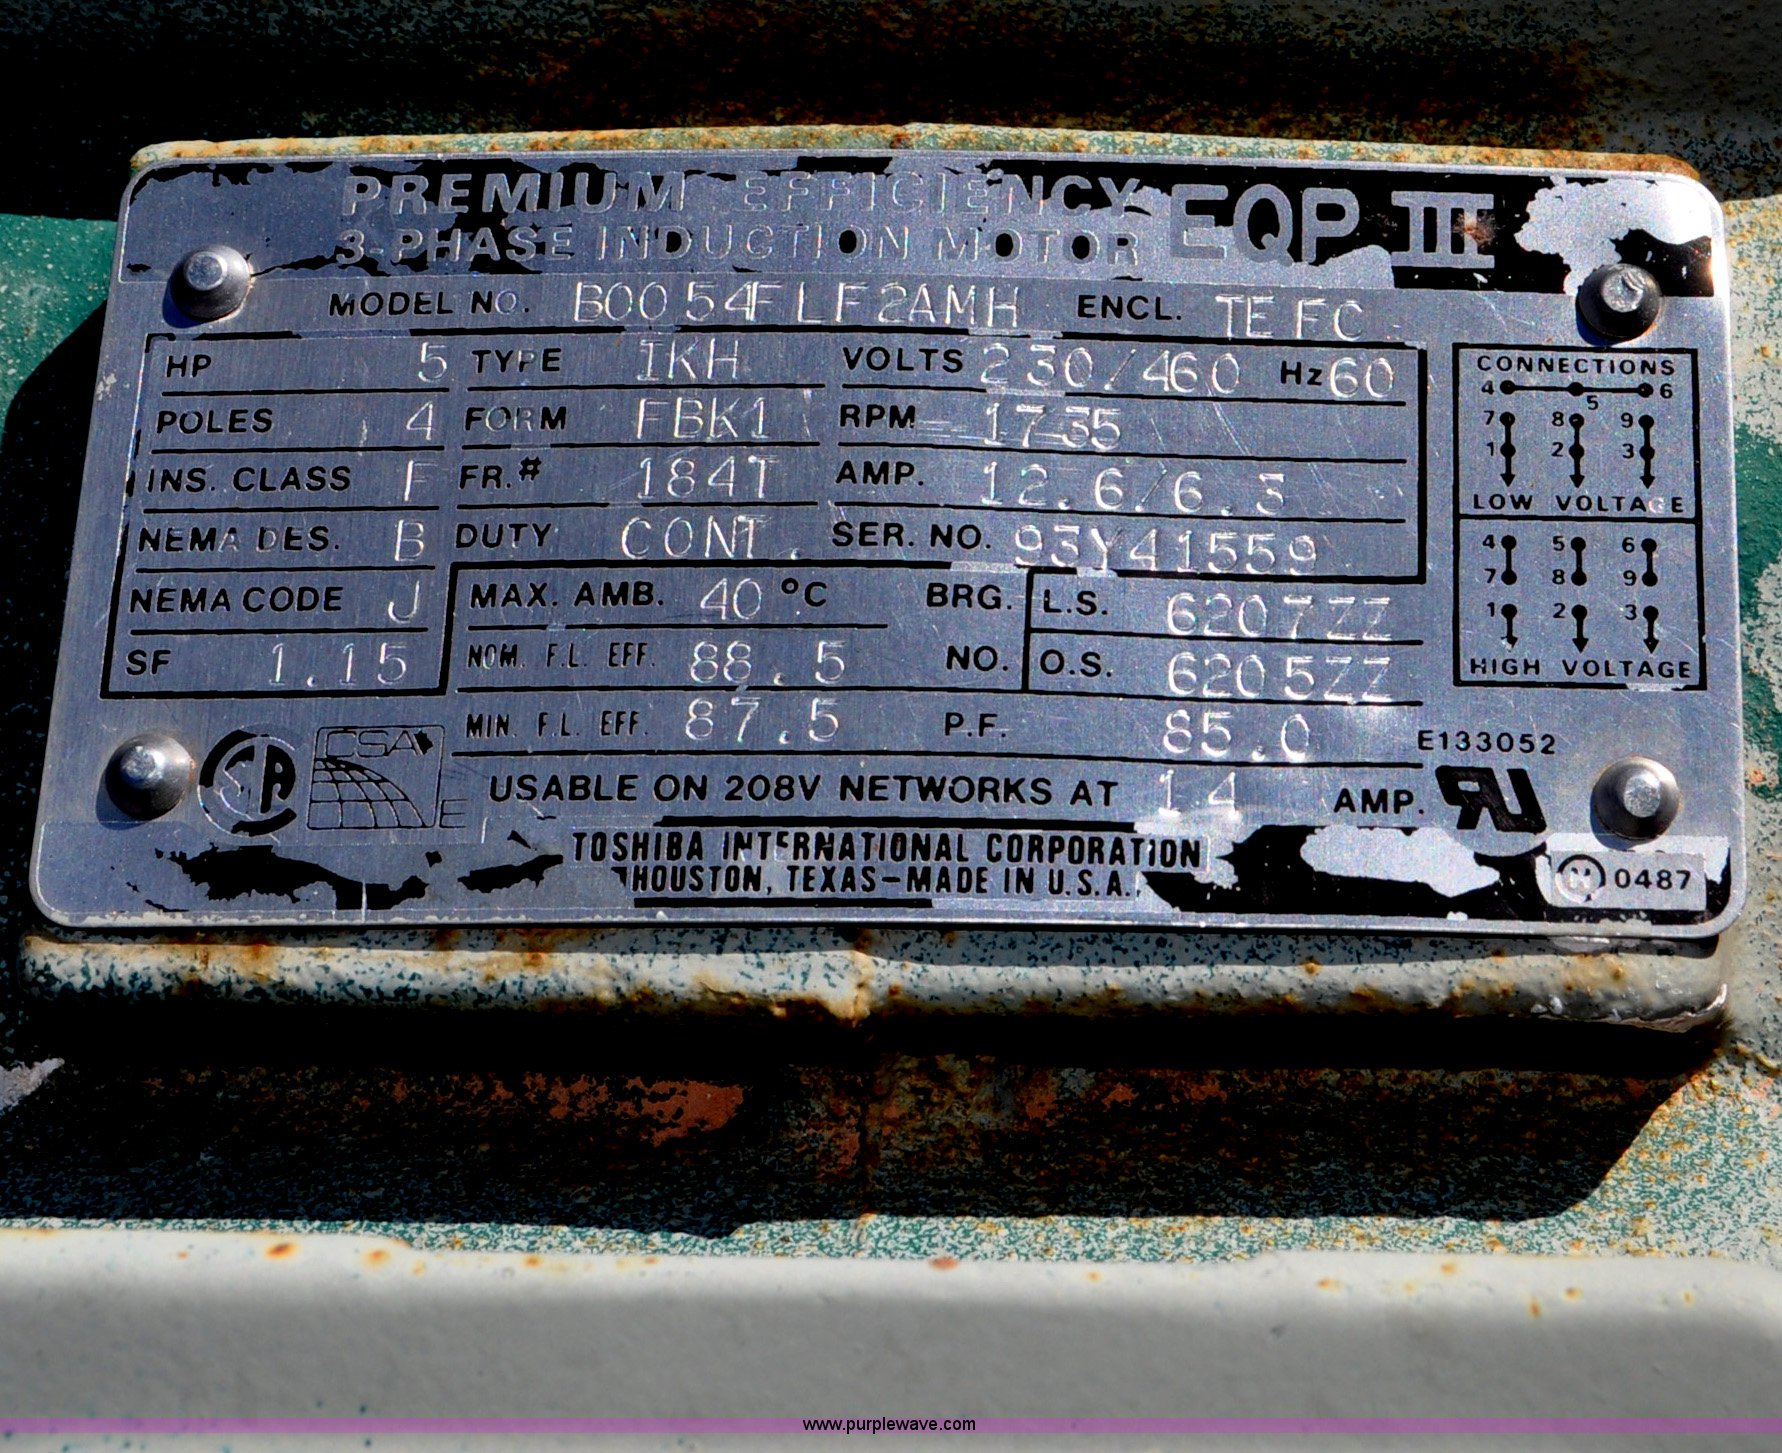 PREMIUM EFFICIENCY EQP III
3-PHASE INDUCTION MOTOR
MODEL NO. B0054FLF2AMH ENCL. TEFC
HP 5 TYPE IKH VOLTS 230/460 Hz 60
POLES 4 FORM FBK1 RPM 1735
INS. CLASS F FR.# 184T AMP. 12.6/6.3
NEMA DES. B DUTY CONT. SER. NO. 93Y41559
NEMA CODE J MAX. AMB. 40 °C BRG. L.S. 6207ZZ
SF 1.15 NOM. F.L. EFF. 88.5 NO. O.S. 6205ZZ
MIN. F.L. EFF. 87.5 P.F. 85.0
USABLE ON 208V NETWORKS AT 14 AMP.
CONNECTIONS
4 5 6
7 8 9
1 2 3
LOW VOLTAGE
4 5 6
7 8 9
1 2 3
HIGH VOLTAGE
E133052
CSA
E
TOSHIBA INTERNATIONAL CORPORATION
HOUSTON, TEXAS-MADE IN U.S.A.
0487
www.purplewave.com